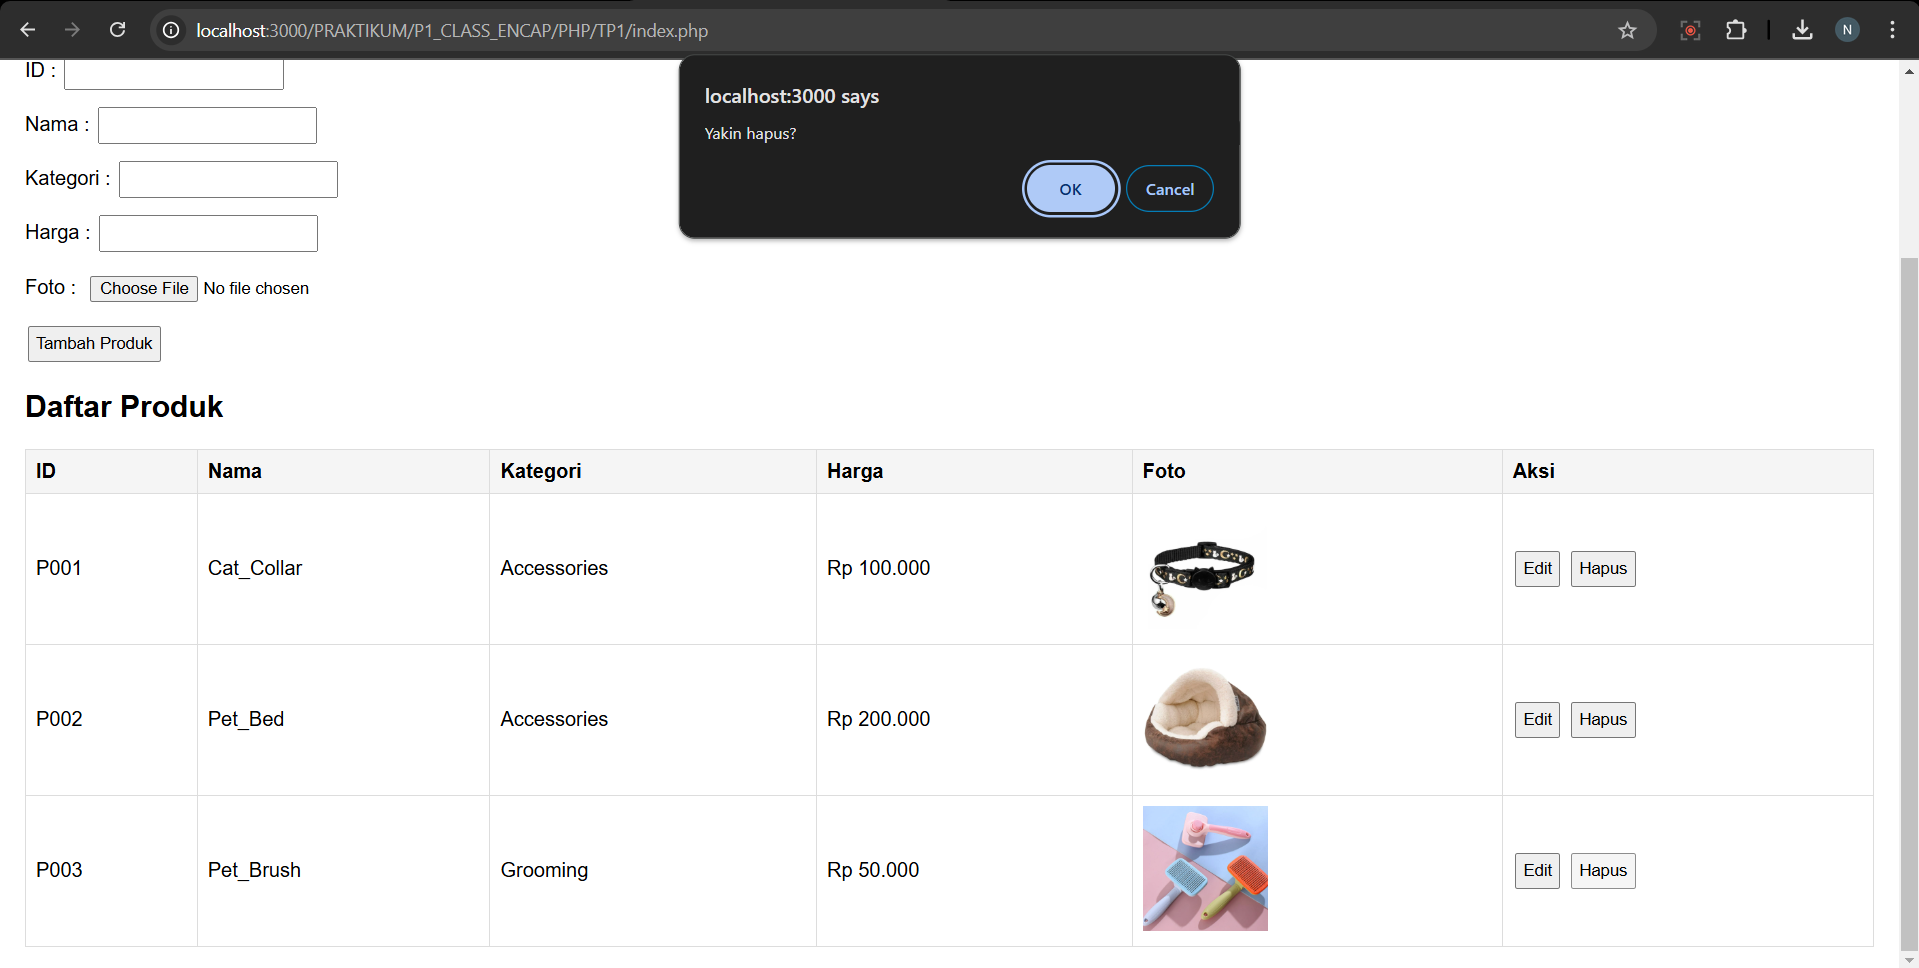 localhost:3000/PRAKTIKUM/P1_CLASS_ENCAP/PHP/TP1/index.php
N
localhost:3000 says
Yakin hapus?
OK Cancel
ID :
Nama :
Kategori :
Harga :
Foto : Choose File No file chosen
Tambah Produk
Daftar Produk
ID Nama Kategori Harga Foto Aksi
P001 Cat_Collar Accessories Rp 100.000 Edit Hapus
P002 Pet_Bed Accessories Rp 200.000 Edit Hapus
P003 Pet_Brush Grooming Rp 50.000 Edit Hapus